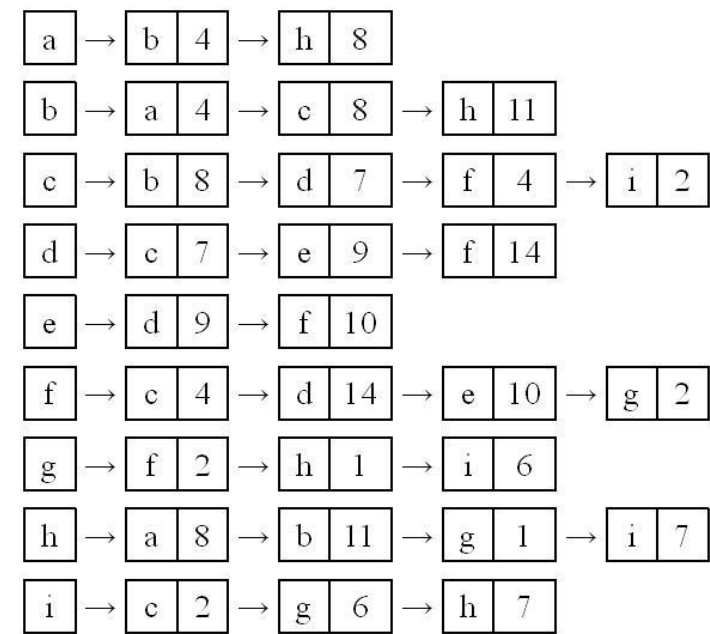 a → b 4 → h 8
b → a 4 → c 8 → h 11
c → b 8 → d 7 → f 4 → i 2
d → c 7 → e 9 → f 14
e → d 9 → f 10
f → c 4 → d 14 → e 10 → g 2
g → f 2 → h 1 → i 6
h → a 8 → b 11 → g 1 → i 7
i → c 2 → g 6 → h 7